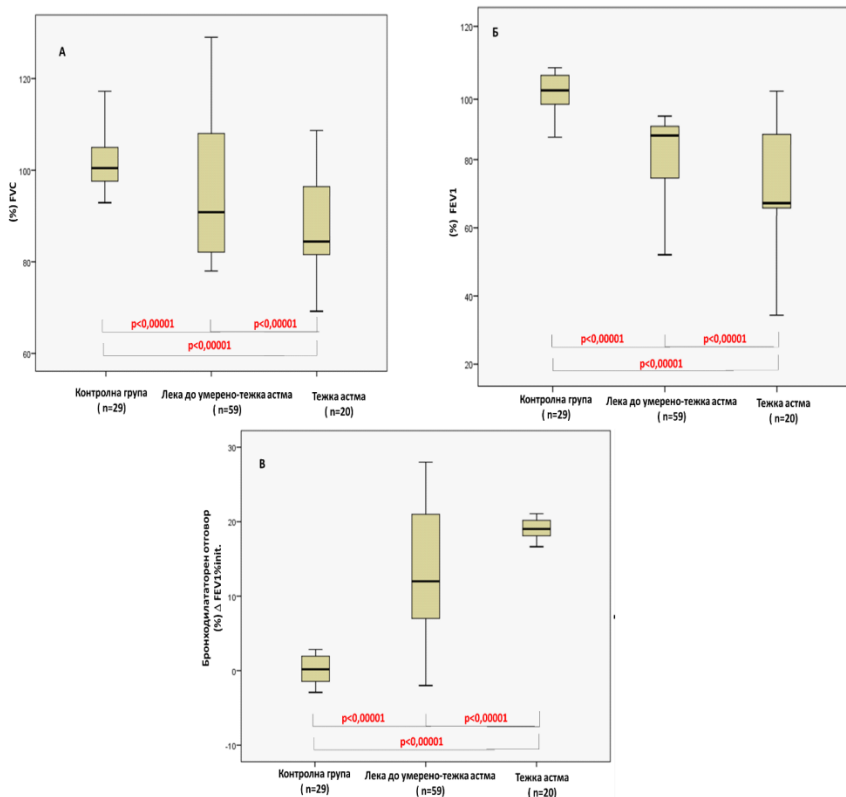 А
(%) FVC
120
100
80
60
p<0,00001
p<0,00001
p<0,00001
Контролна група
( n=29)
Лека до умерено-тежка астма
( n=59)
Тежка астма
( n=20)
Б
(%) FEV1
120
100
80
60
40
20
p<0,00001
p<0,00001
p<0,00001
Контролна група
( n=29)
Лека до умерено-тежка астма
( n=59)
Тежка астма
( n=20)
В
Бронходилататорен отговор
(%) Δ FEV1%init.
30
20
10
0
-10
p<0,00001
p<0,00001
p<0,00001
Контролна група
( n=29)
Лека до умерено-тежка астма
( n=59)
Тежка астма
( n=20)